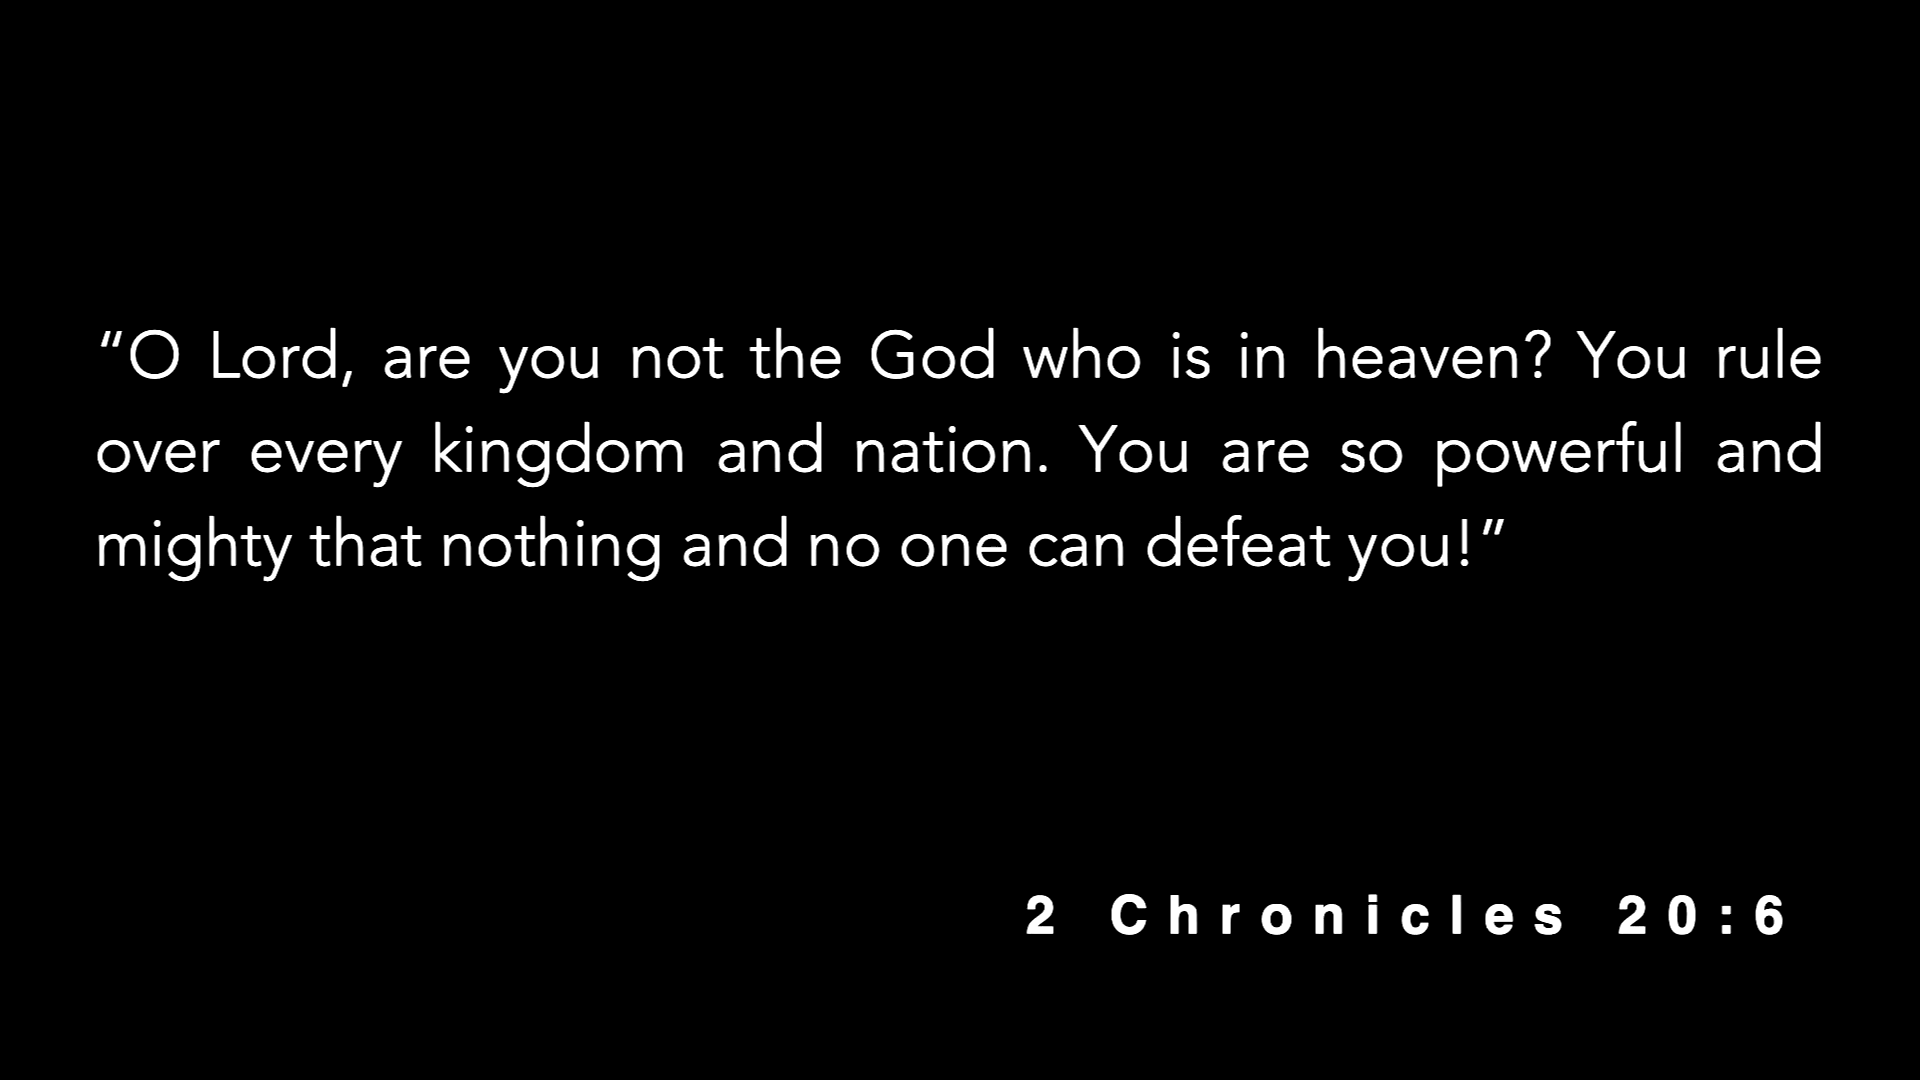 “O Lord, are you not the God who is in heaven? You rule
over every kingdom and nation. You are so powerful and
mighty that nothing and no one can defeat you!”
2 Chronicles 20:6